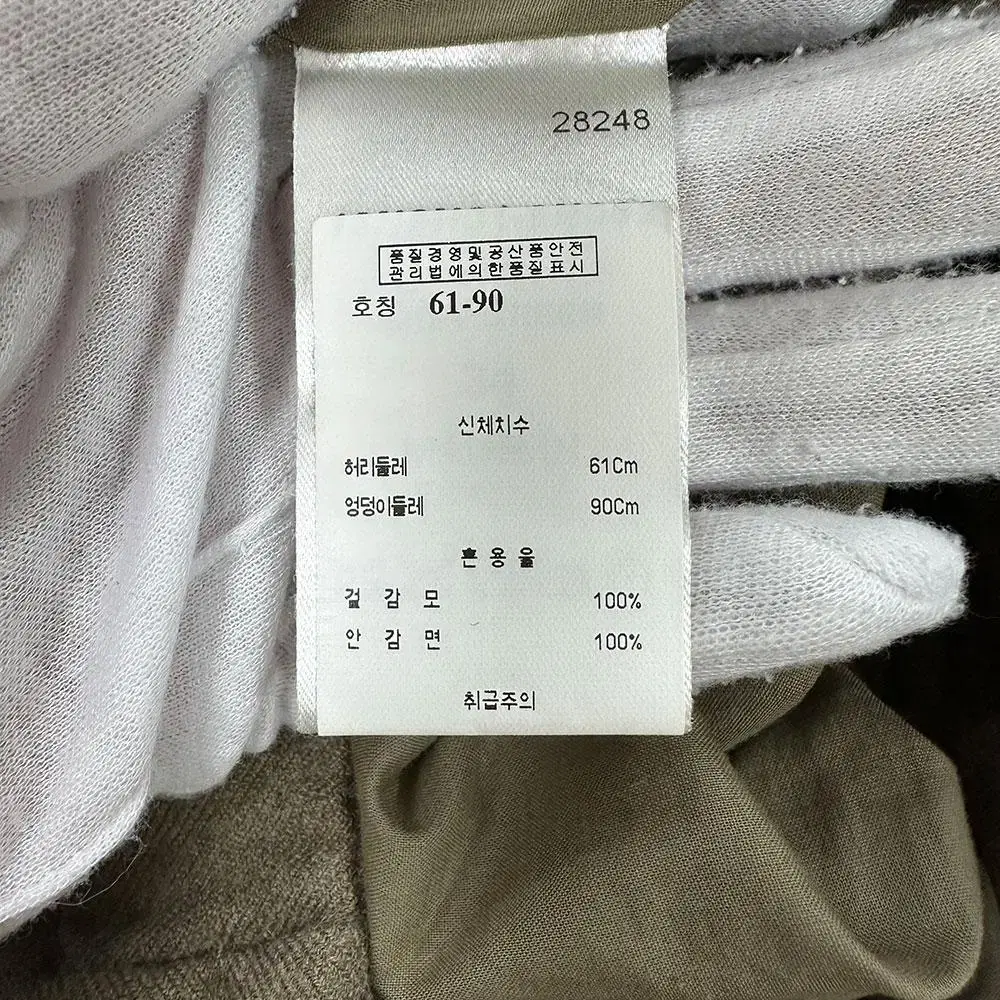 28248
품질경영및공산품안전
관리법에의한품질표시
호칭 61-90
신체치수
허리둘레 61Cm
엉덩이둘레 90Cm
혼용율
겉감모 100%
안감면 100%
취급주의